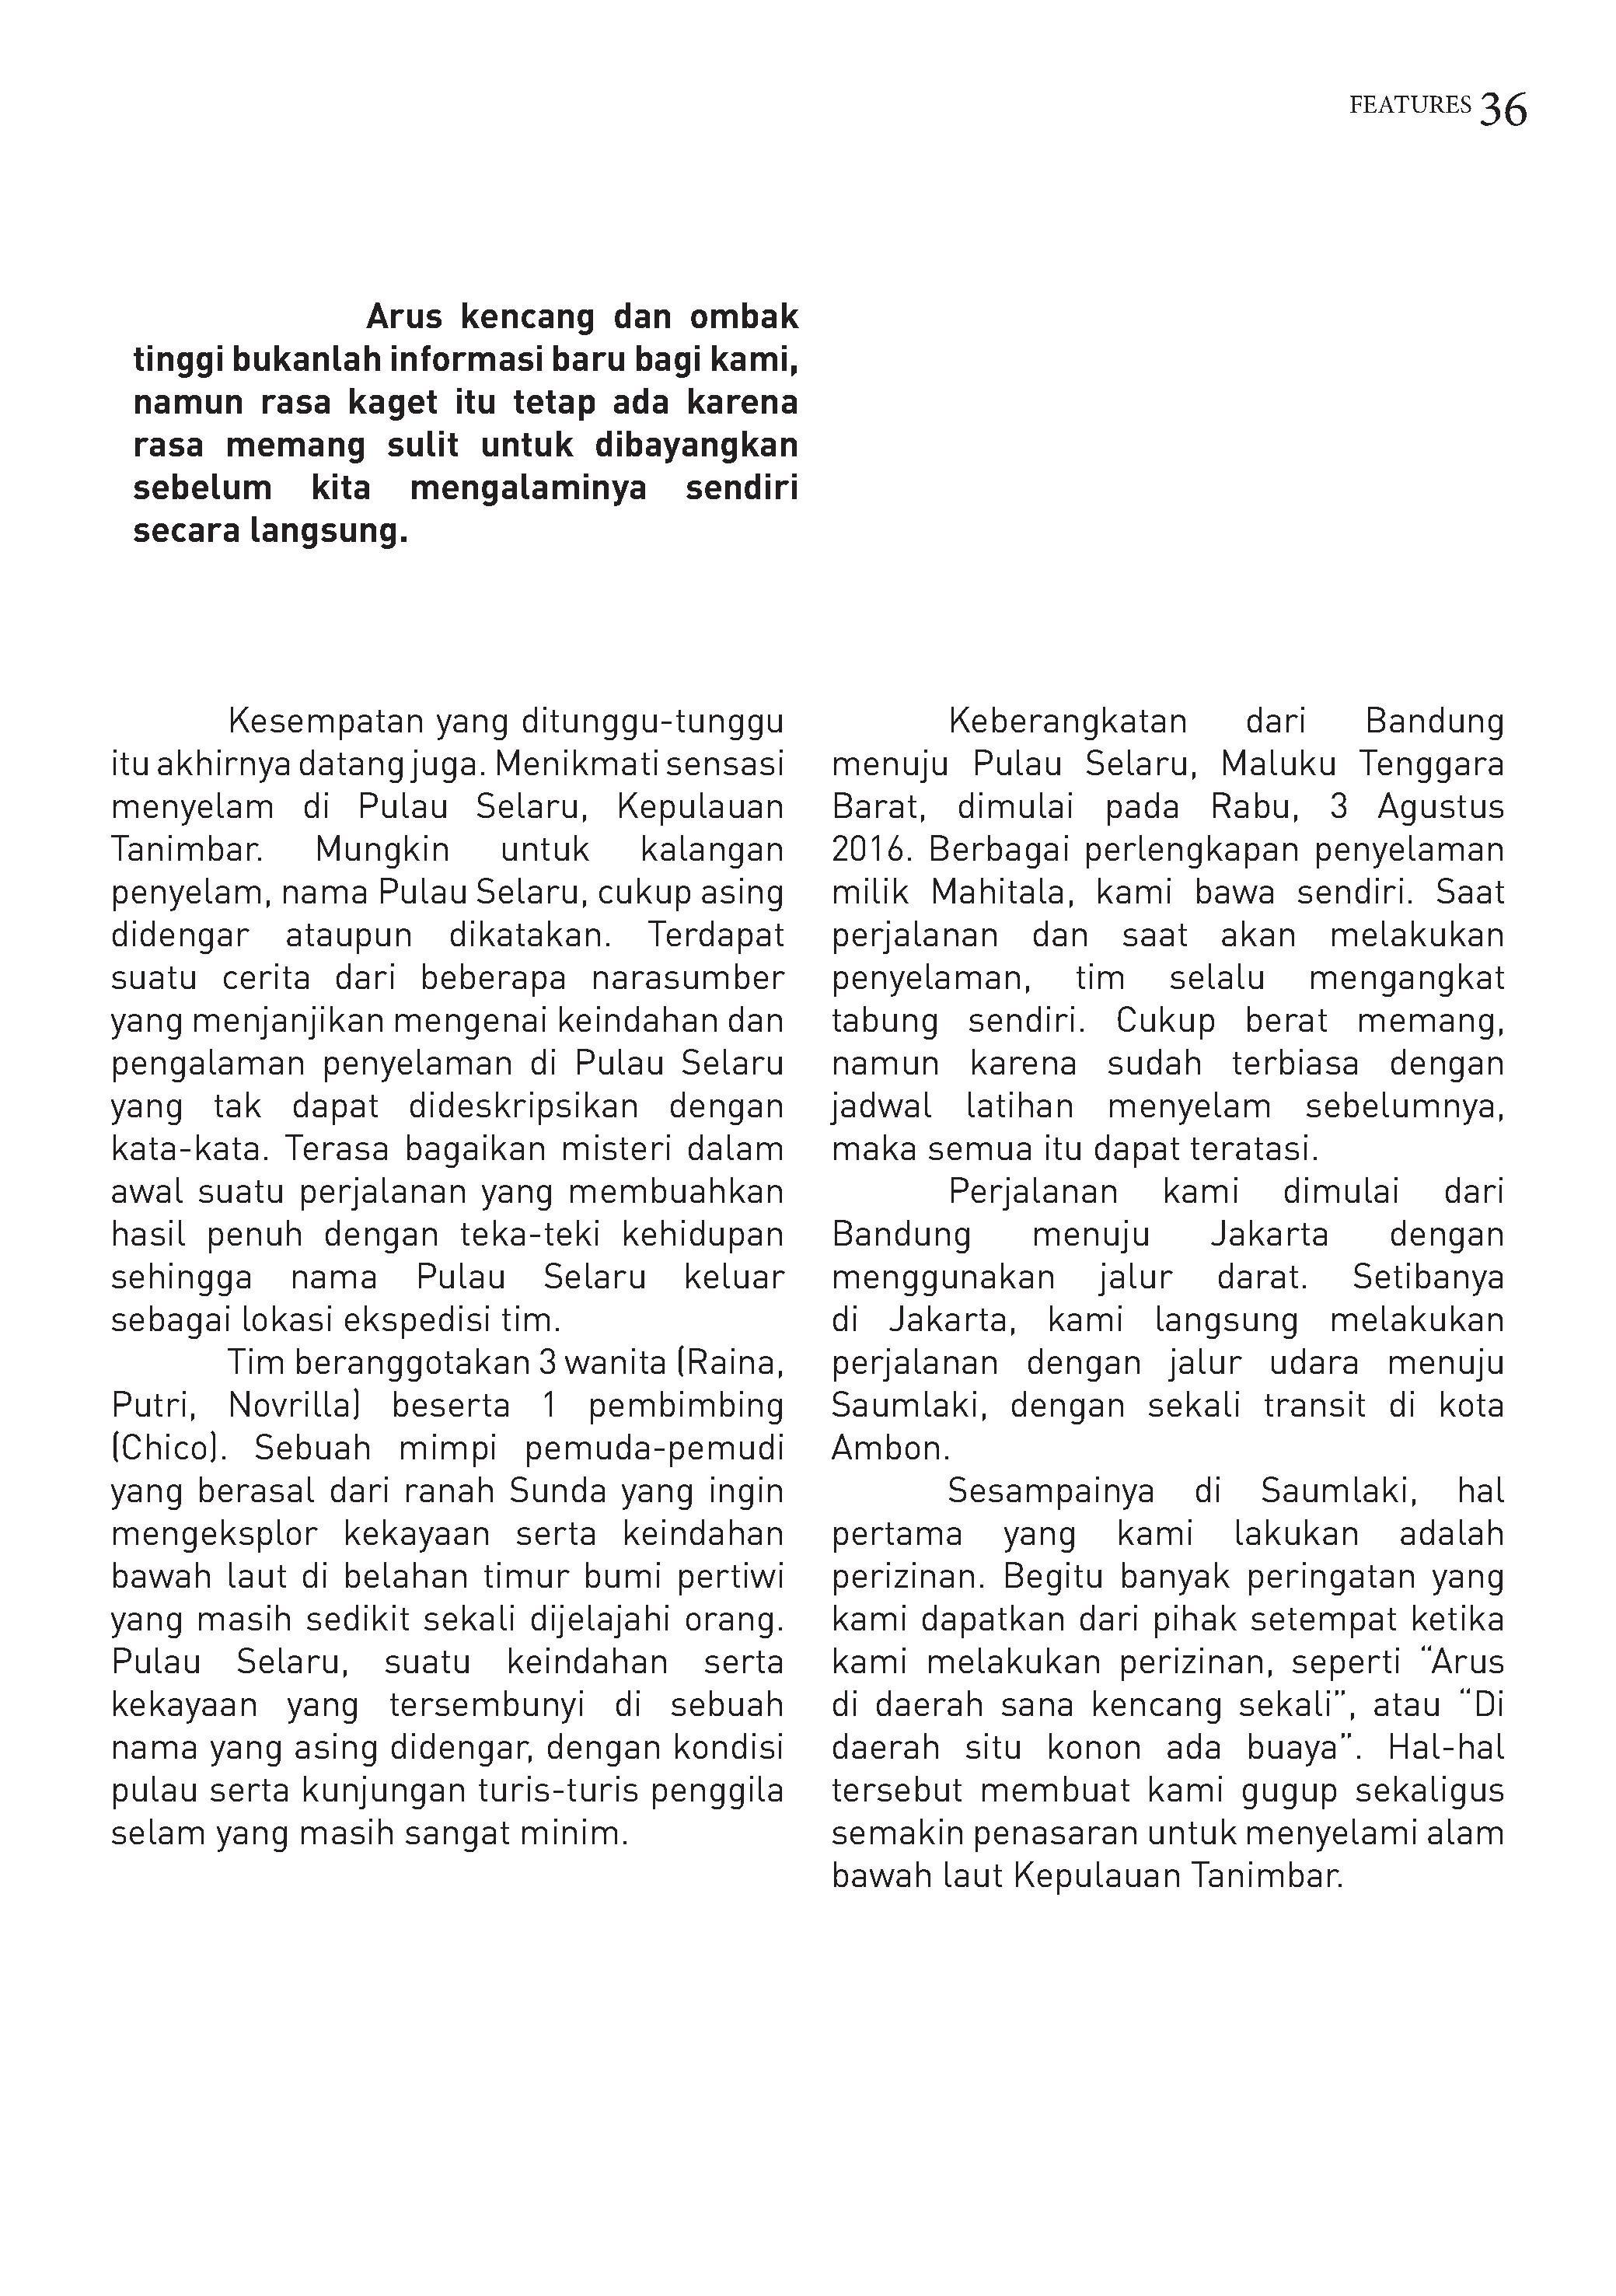 FEATURES 36
Arus kencang dan ombak
tinggi bukanlah informasi baru bagi kami,
namun rasa kaget itu tetap ada karena
rasa memang sulit untuk dibayangkan
sebelum kita mengalaminya sendiri
secara langsung.
Kesempatan yang ditunggu-tunggu
itu akhirnya datang juga. Menikmati sensasi
menyelam di Pulau Selaru, Kepulauan
Tanimbar. Mungkin untuk kalangan
penyelam, nama Pulau Selaru, cukup asing
didengar ataupun dikatakan. Terdapat
suatu cerita dari beberapa narasumber
yang menjanjikan mengenai keindahan dan
pengalaman penyelaman di Pulau Selaru
yang tak dapat dideskripsikan dengan
kata-kata. Terasa bagaikan misteri dalam
awal suatu perjalanan yang membuahkan
hasil penuh dengan teka-teki kehidupan
sehingga nama Pulau Selaru keluar
sebagai lokasi ekspedisi tim.
Tim beranggotakan 3 wanita (Raina,
Putri, Novrilla) beserta 1 pembimbing
(Chico). Sebuah mimpi pemuda-pemudi
yang berasal dari ranah Sunda yang ingin
mengeksplor kekayaan serta keindahan
bawah laut di belahan timur bumi pertiwi
yang masih sedikit sekali dijelajahi orang.
Pulau Selaru, suatu keindahan serta
kekayaan yang tersembunyi di sebuah
nama yang asing didengar, dengan kondisi
pulau serta kunjungan turis-turis penggila
selam yang masih sangat minim.
Keberangkatan dari Bandung
menuju Pulau Selaru, Maluku Tenggara
Barat, dimulai pada Rabu, 3 Agustus
2016. Berbagai perlengkapan penyelaman
milik Mahitala, kami bawa sendiri. Saat
perjalanan dan saat akan melakukan
penyelaman, tim selalu mengangkat
tabung sendiri. Cukup berat memang,
namun karena sudah terbiasa dengan
jadwal latihan menyelam sebelumnya,
maka semua itu dapat teratasi.
Perjalanan kami dimulai dari
Bandung menuju Jakarta dengan
menggunakan jalur darat. Setibanya
di Jakarta, kami langsung melakukan
perjalanan dengan jalur udara menuju
Saumlaki, dengan sekali transit di kota
Ambon.
Sesampainya di Saumlaki, hal
pertama yang kami lakukan adalah
perizinan. Begitu banyak peringatan yang
kami dapatkan dari pihak setempat ketika
kami melakukan perizinan, seperti “Arus
di daerah sana kencang sekali”, atau “Di
daerah situ konon ada buaya”. Hal-hal
tersebut membuat kami gugup sekaligus
semakin penasaran untuk menyelami alam
bawah laut Kepulauan Tanimbar.